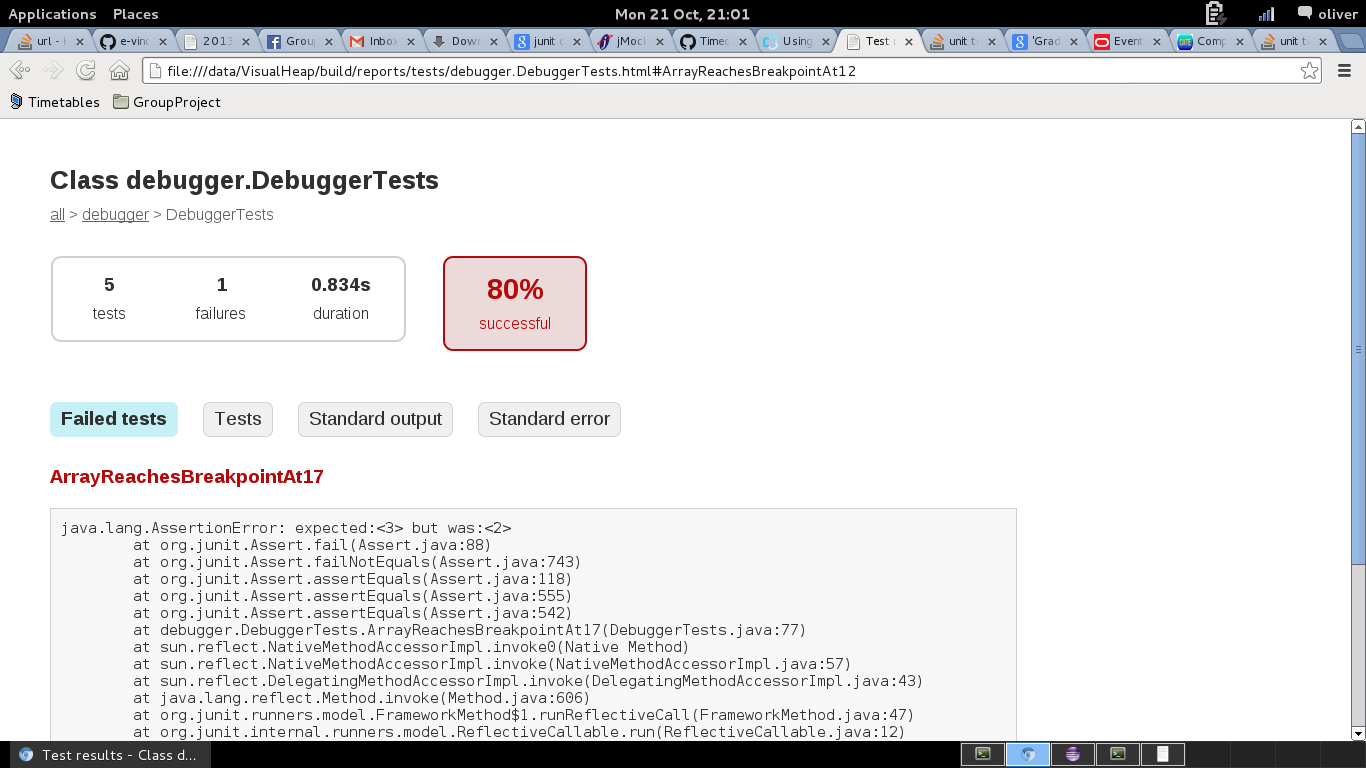 Applications Places Mon 21 Oct, 21:01 oliver
url - h e-vind 2013 Group Inbox Down junit d jMock Timed Using Test r unit te 'Grad Event Comp unit te
file:///data/VisualHeap/build/reports/tests/debugger.DebuggerTests.html#ArrayReachesBreakpointAt12
Timetables GroupProject
Class debugger.DebuggerTests
all > debugger > DebuggerTests
5 1 0.834s
tests failures duration
80%
successful
Failed tests Tests Standard output Standard error
ArrayReachesBreakpointAt17
java.lang.AssertionError: expected:<3> but was:<2>
at org.junit.Assert.fail(Assert.java:88)
at org.junit.Assert.failNotEquals(Assert.java:743)
at org.junit.Assert.assertEquals(Assert.java:118)
at org.junit.Assert.assertEquals(Assert.java:555)
at org.junit.Assert.assertEquals(Assert.java:542)
at debugger.DebuggerTests.ArrayReachesBreakpointAt17(DebuggerTests.java:77)
at sun.reflect.NativeMethodAccessorImpl.invoke0(Native Method)
at sun.reflect.NativeMethodAccessorImpl.invoke(NativeMethodAccessorImpl.java:57)
at sun.reflect.DelegatingMethodAccessorImpl.invoke(DelegatingMethodAccessorImpl.java:43)
at java.lang.reflect.Method.invoke(Method.java:606)
at org.junit.runners.model.FrameworkMethod$1.runReflectiveCall(FrameworkMethod.java:47)
at org.junit.internal.runners.model.ReflectiveCallable.run(ReflectiveCallable.java:12)
Test results - Class d...